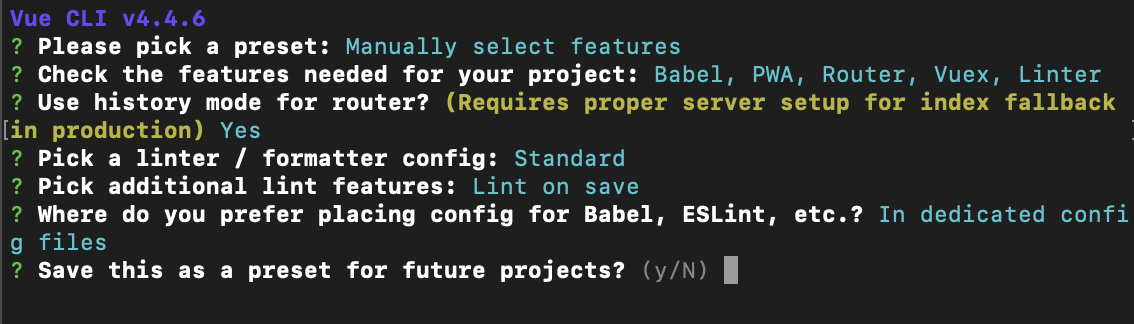 Vue CLI v4.4.6
? Please pick a preset: Manually select features
? Check the features needed for your project: Babel, PWA, Router, Vuex, Linter
? Use history mode for router? (Requires proper server setup for index fallback
[in production) Yes ]
? Pick a linter / formatter config: Standard
? Pick additional lint features: Lint on save
? Where do you prefer placing config for Babel, ESLint, etc.? In dedicated confi
g files
? Save this as a preset for future projects? (y/N)